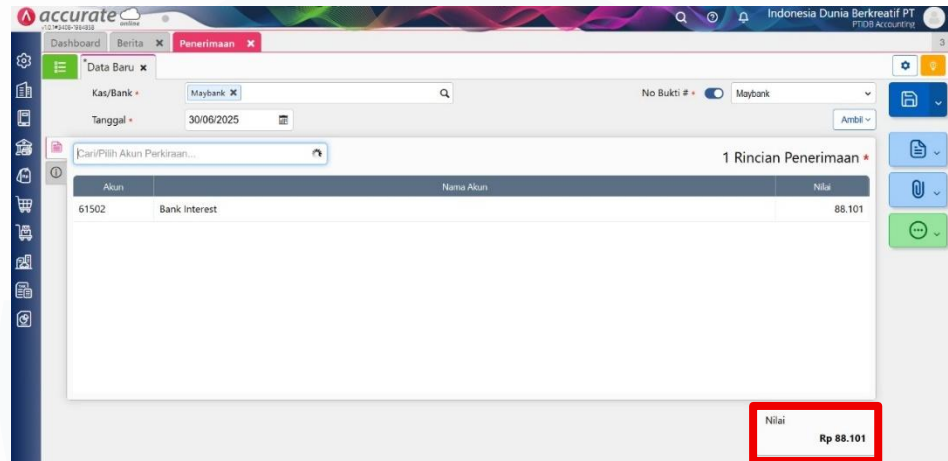 accurate online
Indonesia Dunia Berkreatif PT
PTIDB Accounting
Dashboard Berita Penerimaan 3
Data Baru
Kas/Bank * Maybank No Bukti # * Maybank
Tanggal * 30/06/2025 Ambil
Cari/Pilih Akun Perkiraan... 1 Rincian Penerimaan *
Akun Nama Akun Nilai
61502 Bank Interest 88.101
Nilai
Rp 88.101